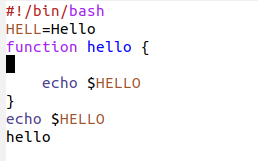 #!/bin/bash
HELL=Hello
function hello {
    echo $HELLO
}
echo $HELLO
hello